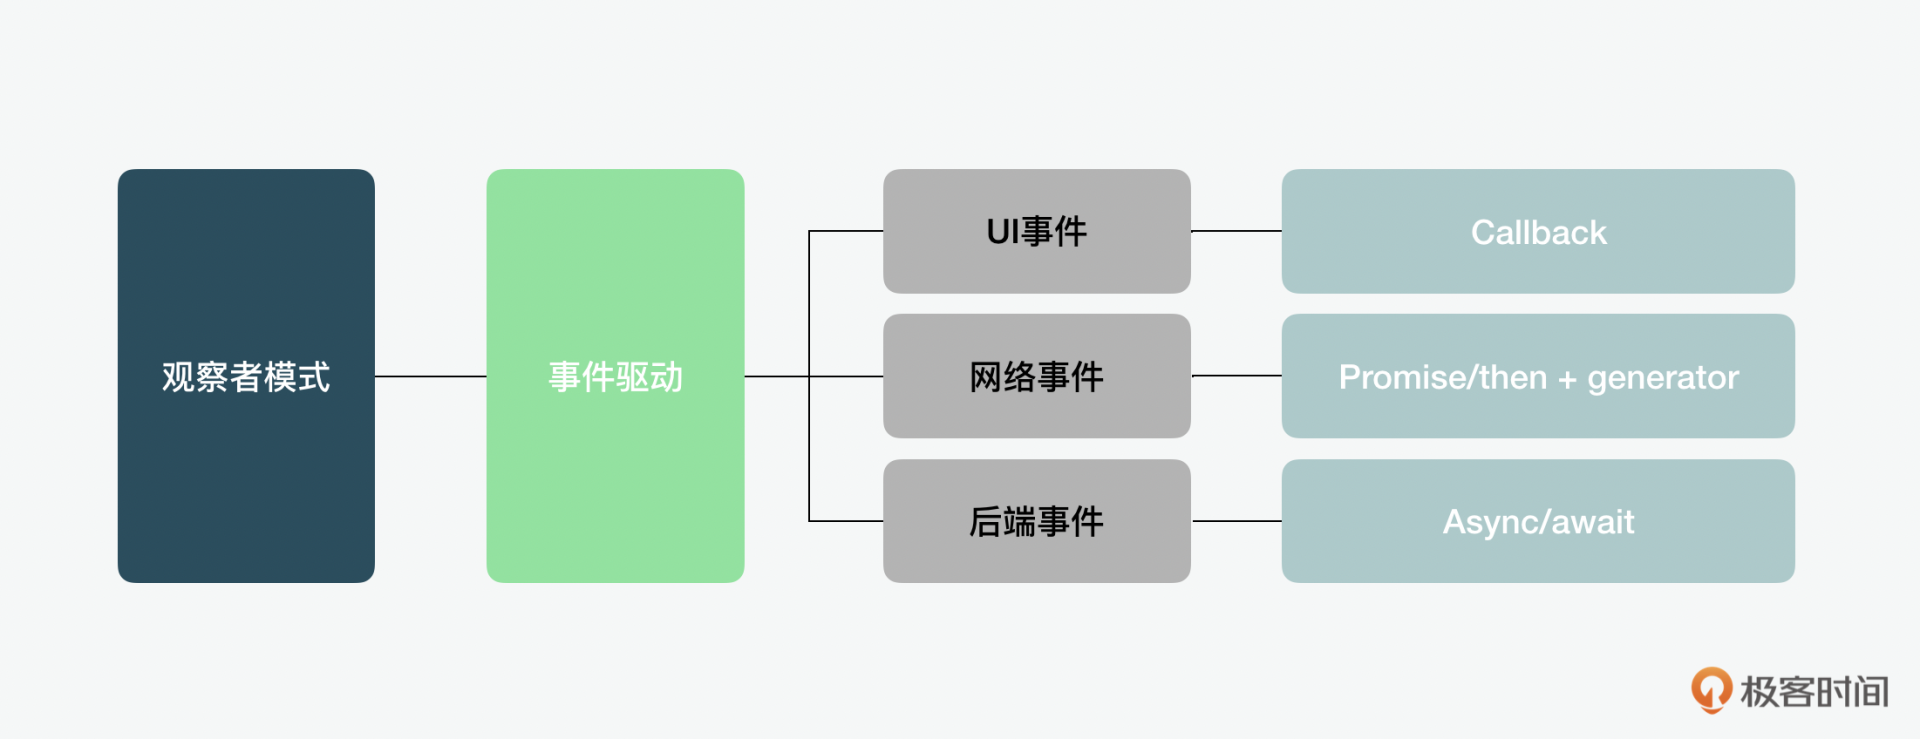 观察者模式
事件驱动
UI事件
Callback
网络事件
Promise/then + generator
后端事件
Async/await
极客时间